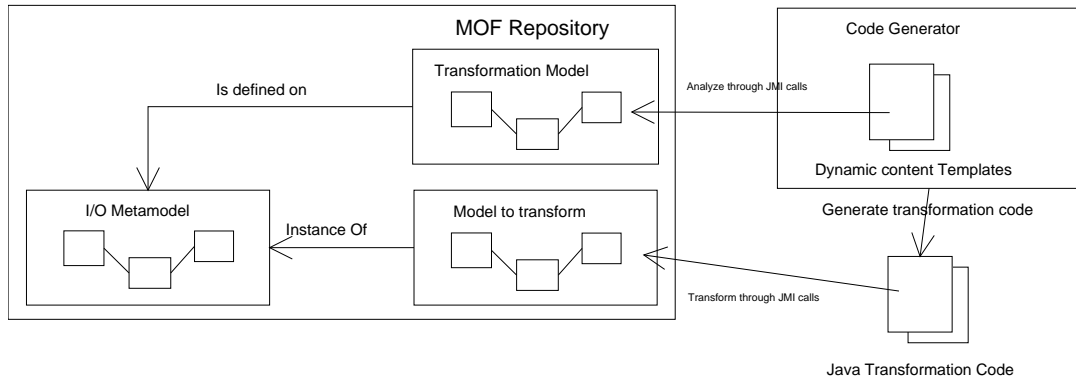 MOF Repository
Code Generator
Transformation Model
Is defined on
Analyze through JMI calls
Dynamic content Templates
I/O Metamodel
Model to transform
Generate transformation code
Instance Of
Transform through JMI calls
Java Transformation Code